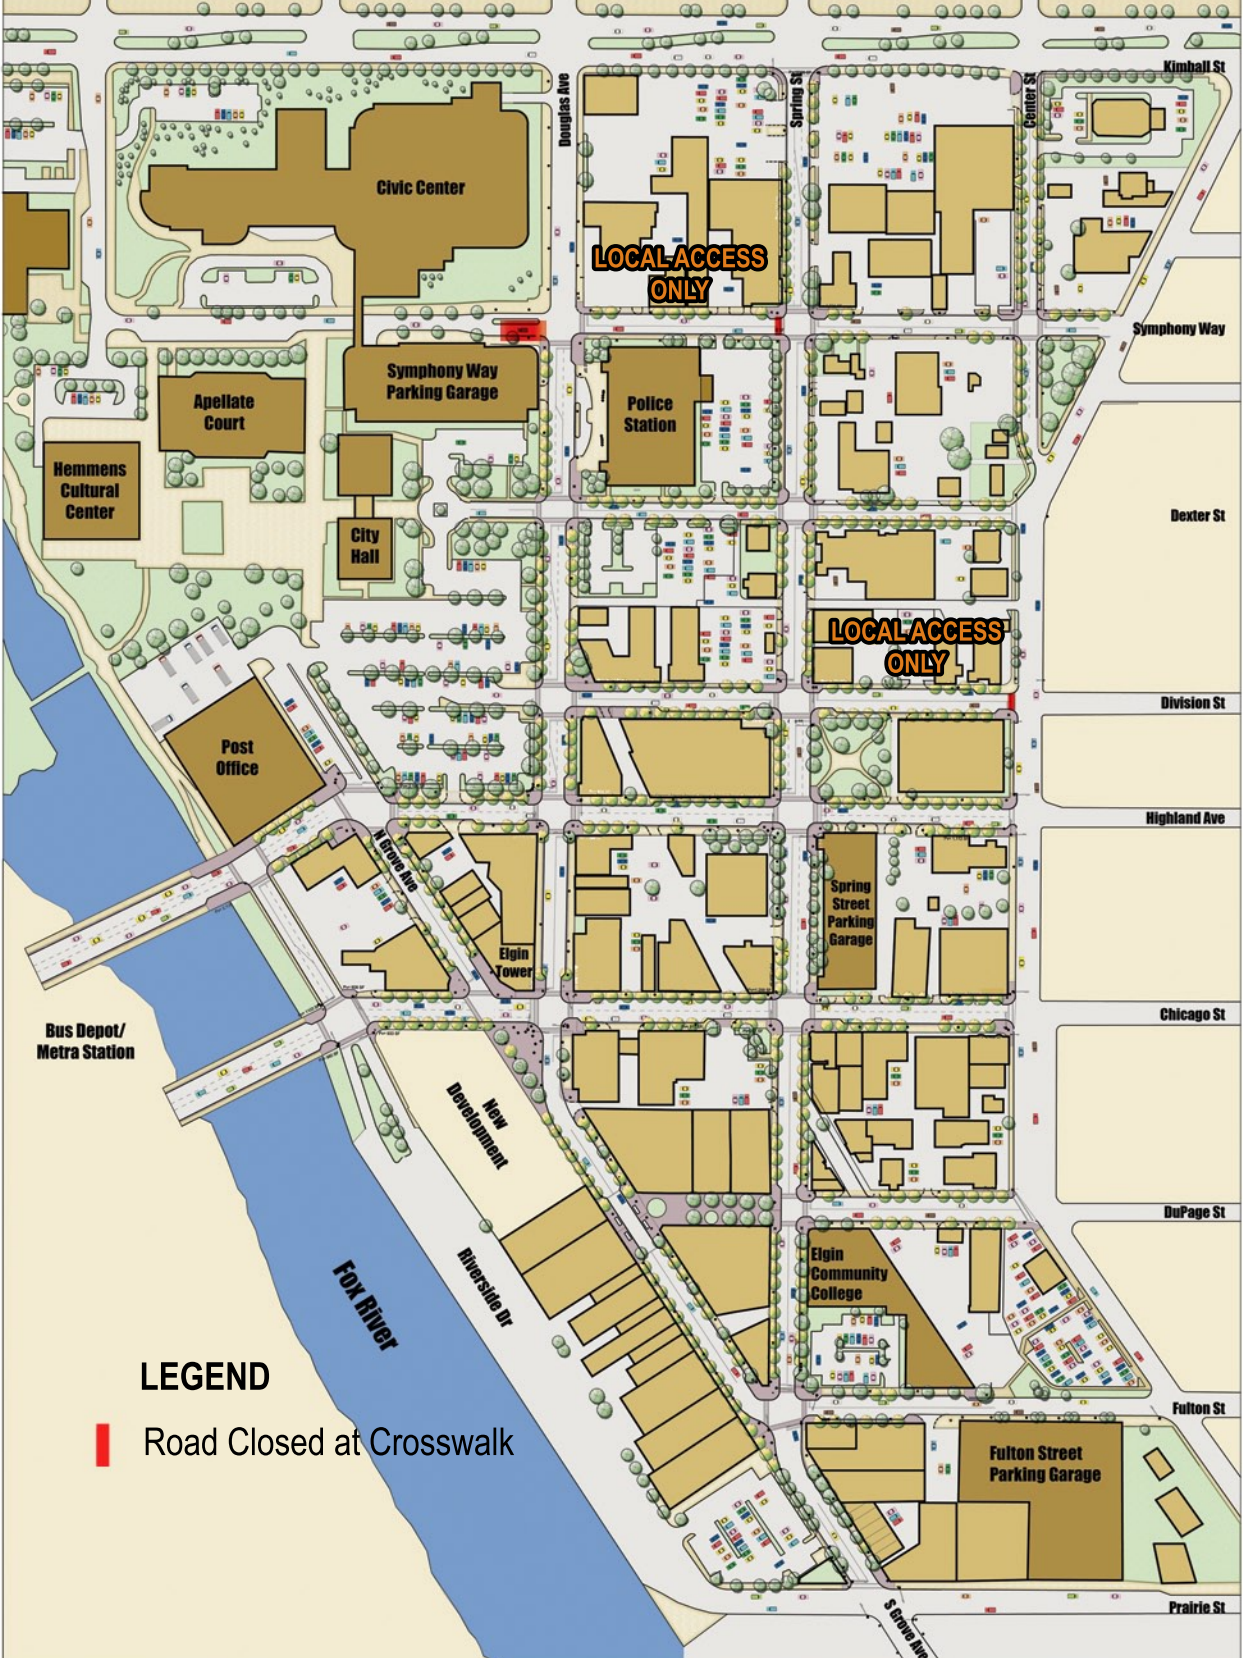 Kimball St
Douglas Ave
Spring St
Center St
Civic Center
LOCAL ACCESS
ONLY
Symphony Way
Symphony Way
Parking Garage
Apellate
Court
Police
Station
Hemmens
Cultural
Center
City
Hall
Dexter St
LOCAL ACCESS
ONLY
Division St
Post
Office
Highland Ave
N Grove Ave
Spring
Street
Parking
Garage
Elgin
Tower
Chicago St
Bus Depot/
Metra Station
New
Development
DuPage St
Elgin
Community
College
Riverside Dr
Fox River
LEGEND
Road Closed at Crosswalk
Fulton St
Fulton Street
Parking Garage
Prairie St
S Grove Ave